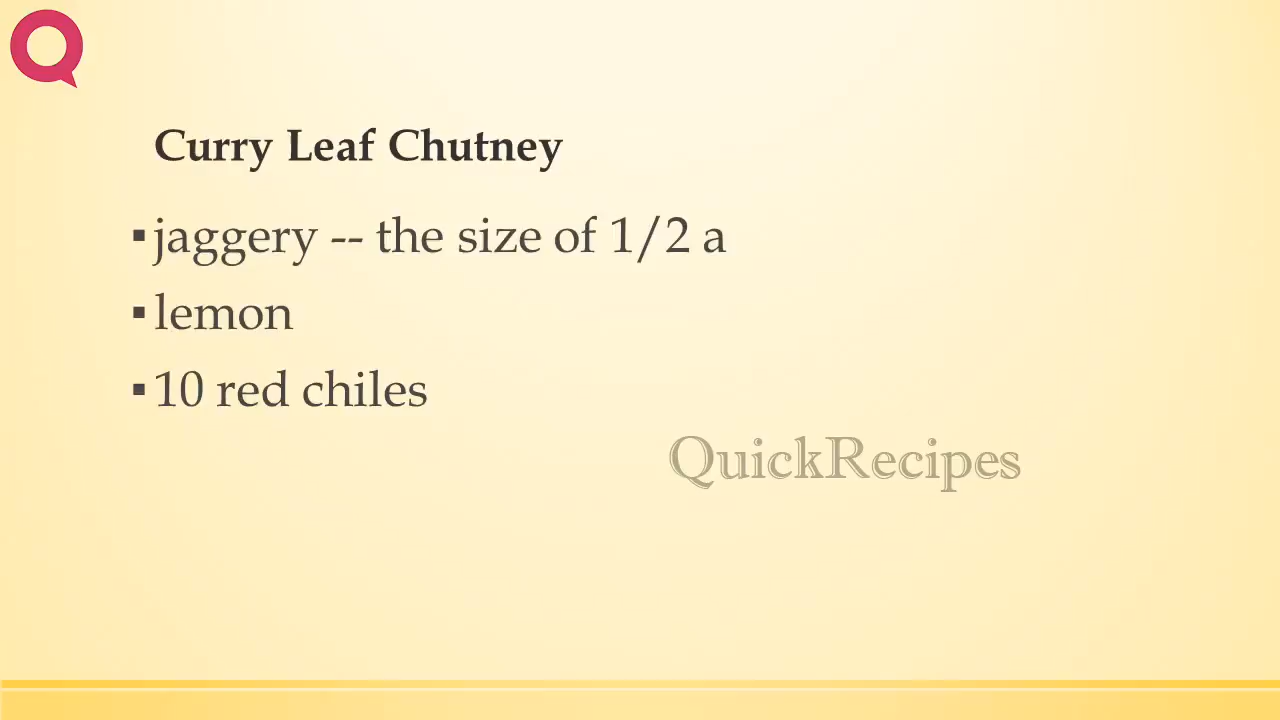 Curry Leaf Chutney
▪jaggery -- the size of 1/2 a
▪lemon
▪10 red chiles
QuickRecipes